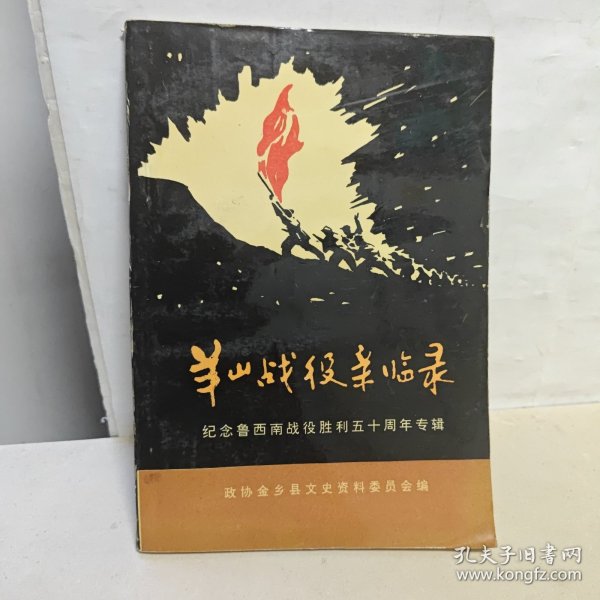 羊山战役亲临录
纪念鲁西南战役胜利五十周年专辑
政协金乡县文史资料委员会编
孔夫子旧书网
www.kongfz.com